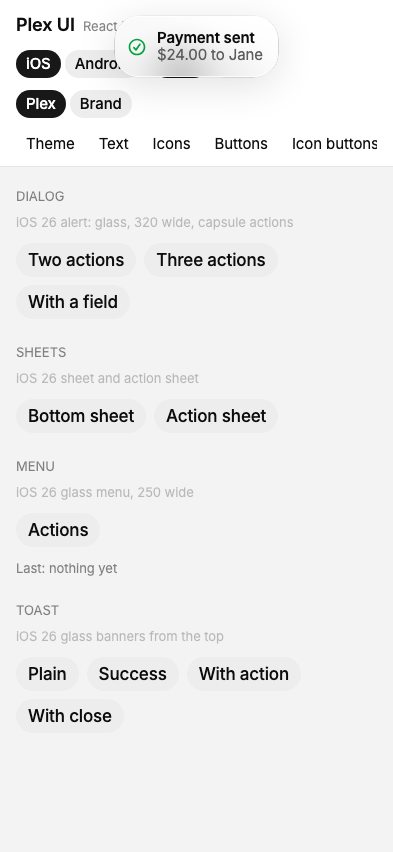 Plex UI React
Payment sent
$24.00 to Jane
iOS
Plex Brand
Theme Text Icons Buttons Icon buttons
DIALOG
iOS 26 alert: glass, 320 wide, capsule actions
Two actions Three actions
With a field
SHEETS
iOS 26 sheet and action sheet
Bottom sheet Action sheet
MENU
iOS 26 glass menu, 250 wide
Actions
Last: nothing yet
TOAST
iOS 26 glass banners from the top
Plain Success With action
With close